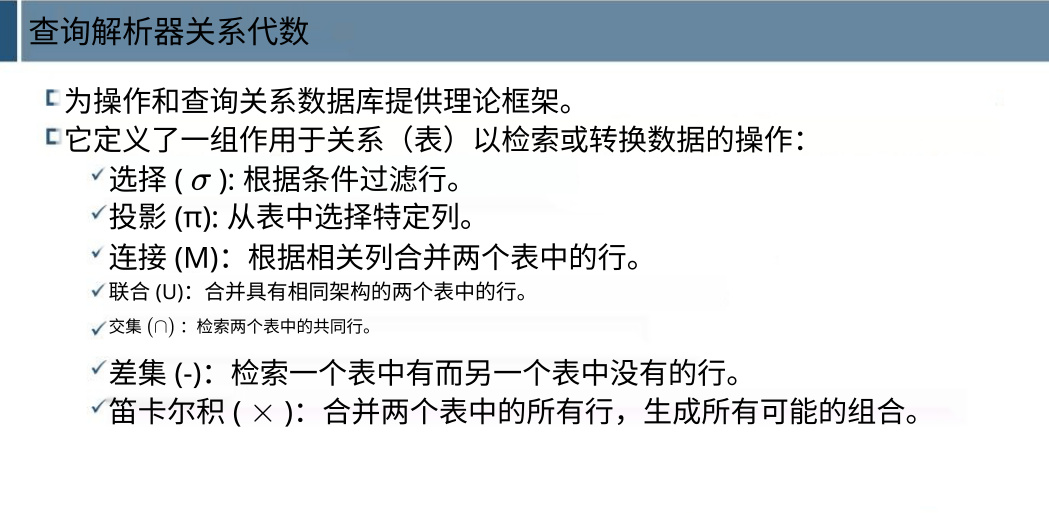 查询解析器关系代数
为操作和查询关系数据库提供理论框架。
它定义了一组作用于关系（表）以检索或转换数据的操作：
选择 ( σ ): 根据条件过滤行。
投影 (π): 从表中选择特定列。
连接 (M)：根据相关列合并两个表中的行。
联合 (U)：合并具有相同架构的两个表中的行。
交集 (∩) ：检索两个表中的共同行。
差集 (-)：检索一个表中有而另一个表中没有的行。
笛卡尔积 ( × )：合并两个表中的所有行，生成所有可能的组合。